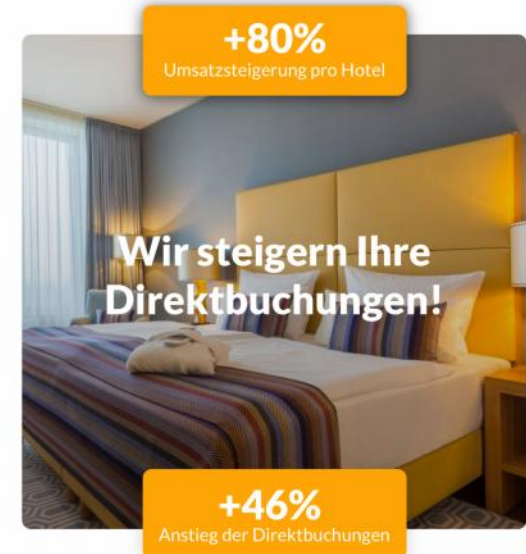 +80%
Umsatzsteigerung pro Hotel
Wir steigern Ihre
Direktbuchungen!
+46%
Anstieg der Direktbuchungen